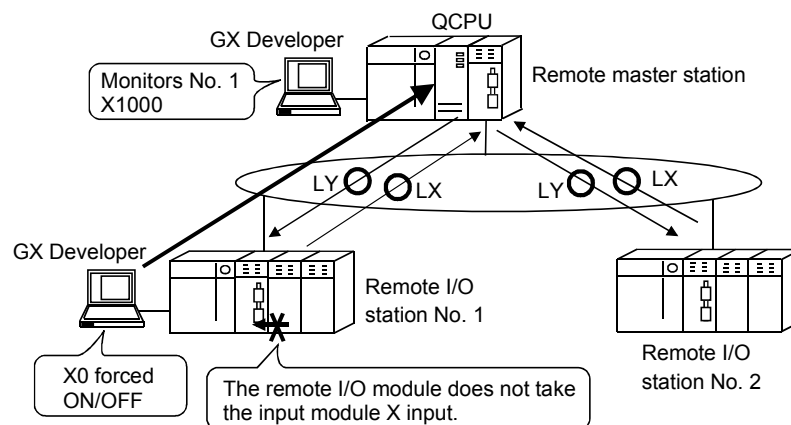 QCPU
GX Developer
Monitors No. 1
X1000
Remote master station
LY
LX
LY
LX
GX Developer
Remote I/O
station No. 1
X0 forced
ON/OFF
The remote I/O module does not take
the input module X input.
Remote I/O
station No. 2